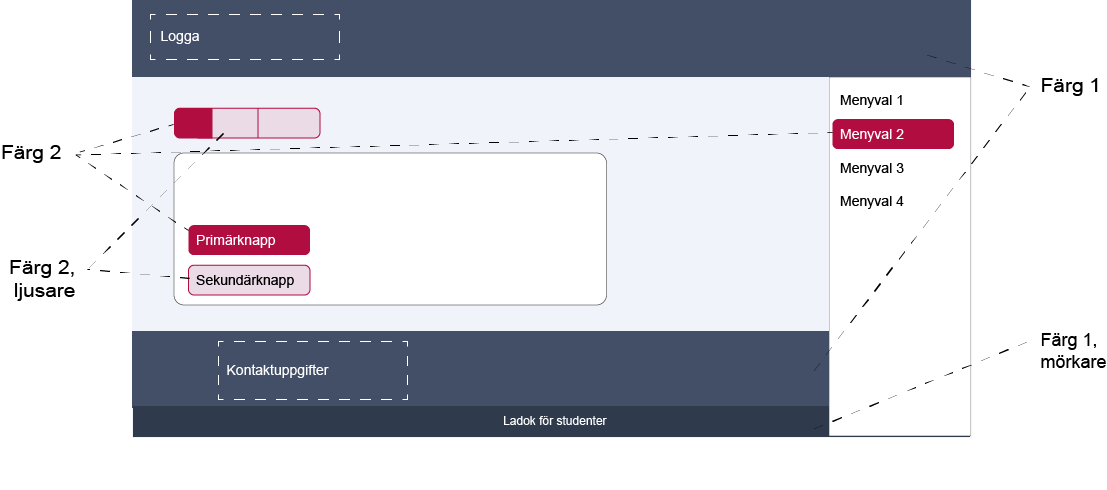 Logga
Färg 1
Menyval 1
Menyval 2
Färg 2
Menyval 3
Menyval 4
Primärknapp
Färg 2,
ljusare
Sekundärknapp
Färg 1,
mörkare
Kontaktuppgifter
Ladok för studenter